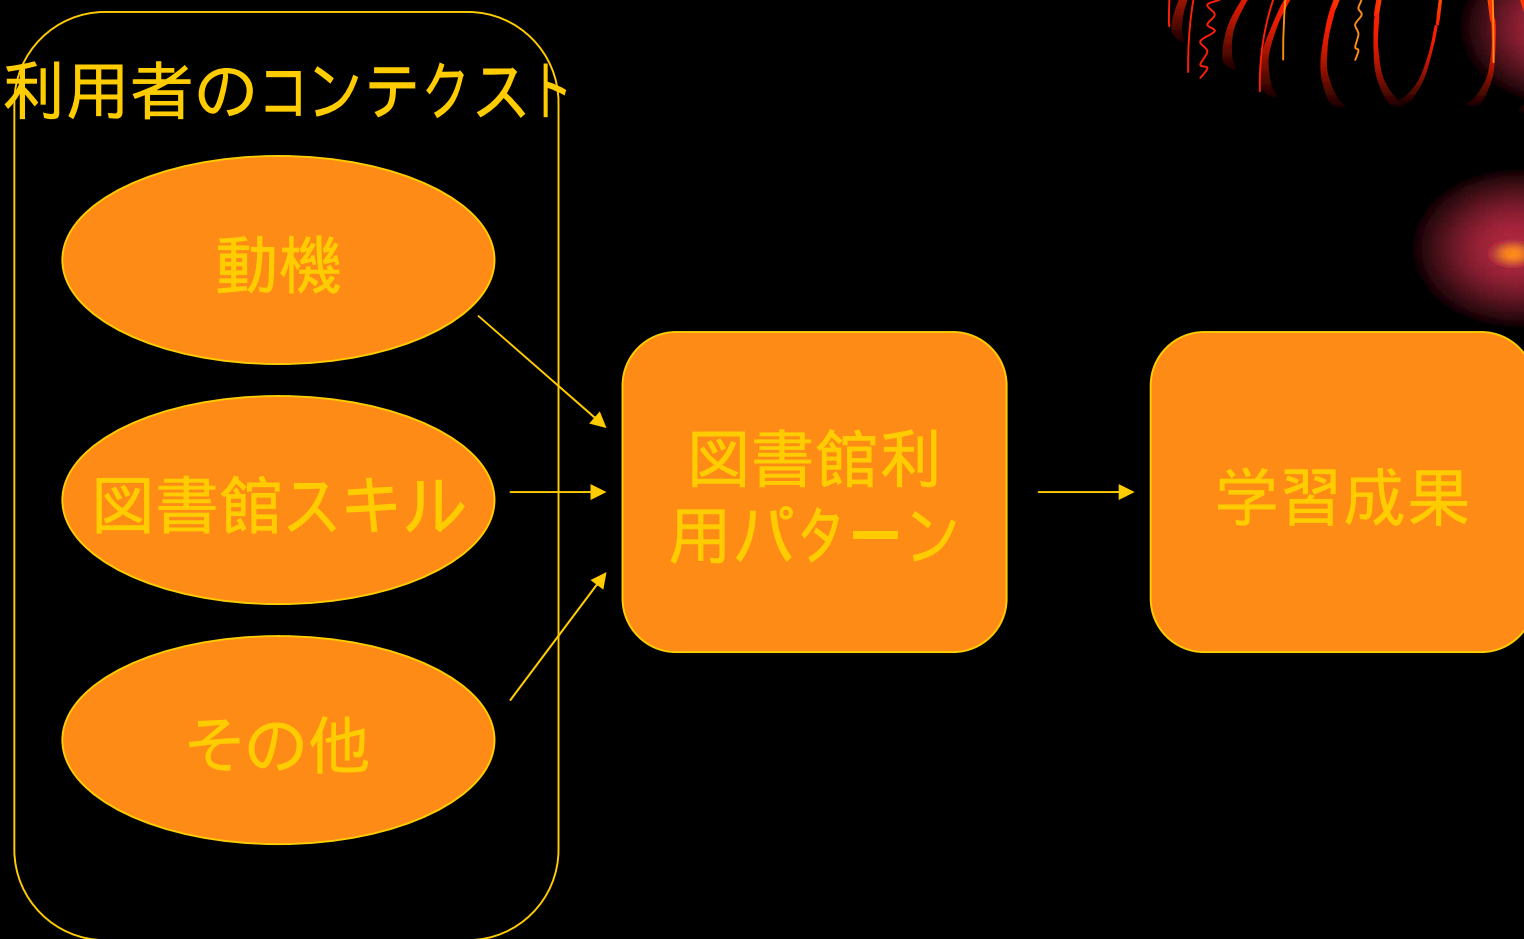 利用者のコンテクスト
動機
図書館スキル
その他
図書館利
用パターン
学習成果